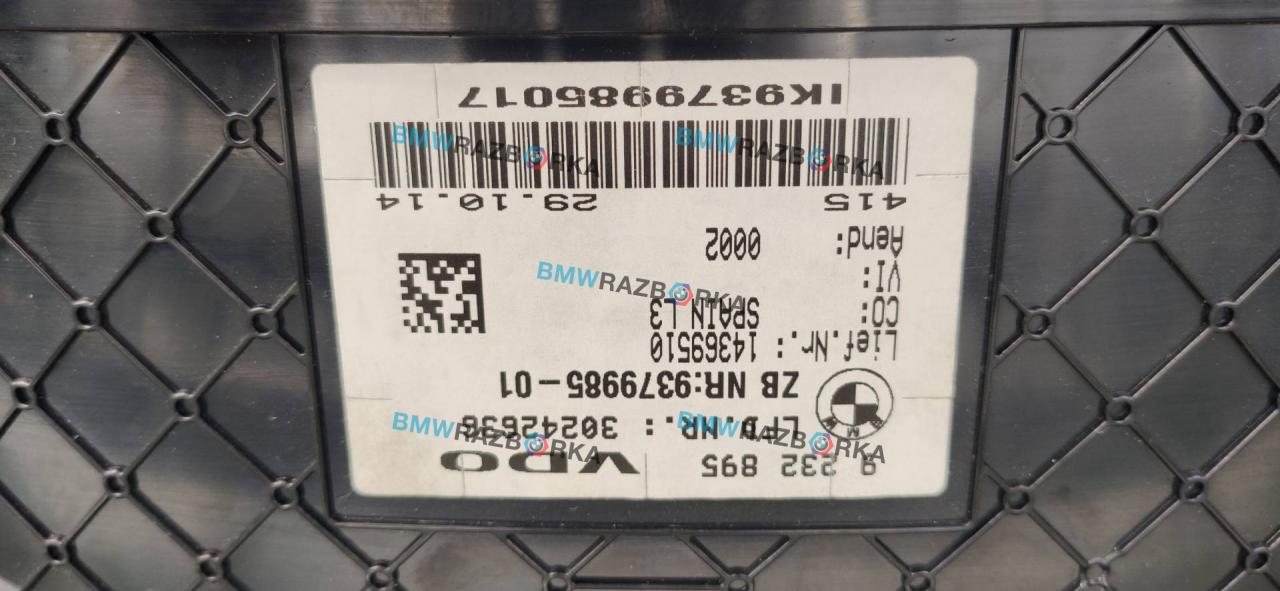 9 232 895 VDO
LFD.NR.: 30242636
ZB NR:9379985-01
Lief.Nr.: 14369510
CO: SPAIN L3
VI:
Aend: 0002
415 29.10.14
IK9379985017
BMWRAZBORKA
BMWRAZBORKA
BMWRAZBORKA
BMWRAZBORKA
BMWRAZBORKA